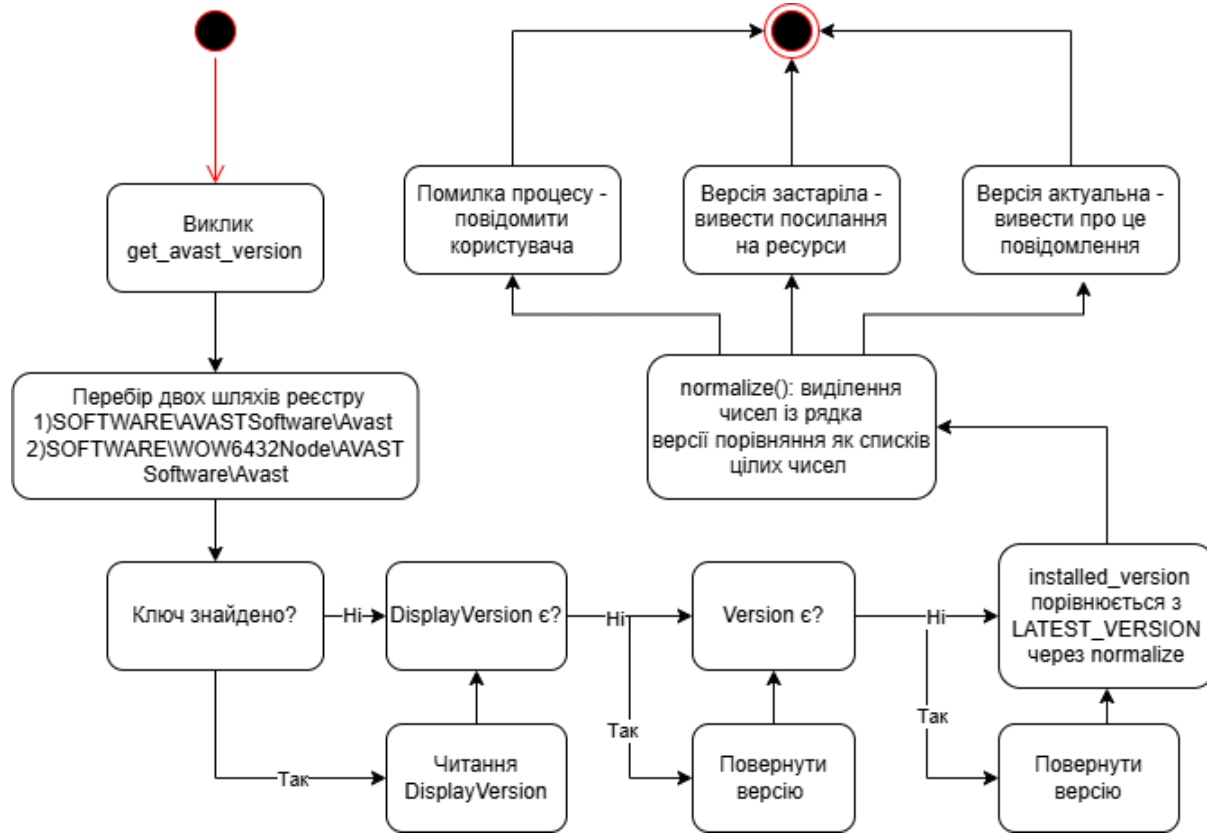 Виклик
get_avast_version
Перебір двох шляхів реєстру
1)SOFTWARE\AVASTSoftware\Avast
2)SOFTWARE\WOW6432Node\AVAST
Software\Avast
Ключ знайдено?
Ні
Так
Читання
DisplayVersion
DisplayVersion є?
Ні
Так
Повернути
версію
Version є?
Ні
Так
Повернути
версію
installed_version
порівнюється з
LATEST_VERSION
через normalize
normalize(): виділення
чисел із рядка
версії порівняння як списків
цілих чисел
Помилка процесу -
повідомити
користувача
Версія застаріла -
вивести посилання
на ресурси
Версія актуальна -
вивести про це
повідомлення